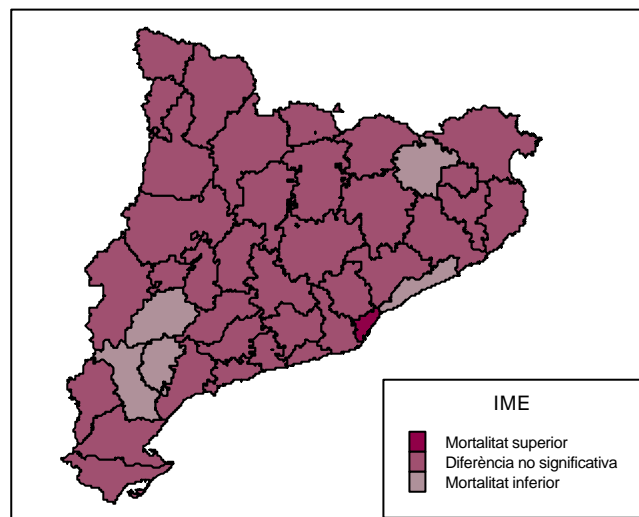 IME
Mortalitat superior
Diferència no significativa
Mortalitat inferior